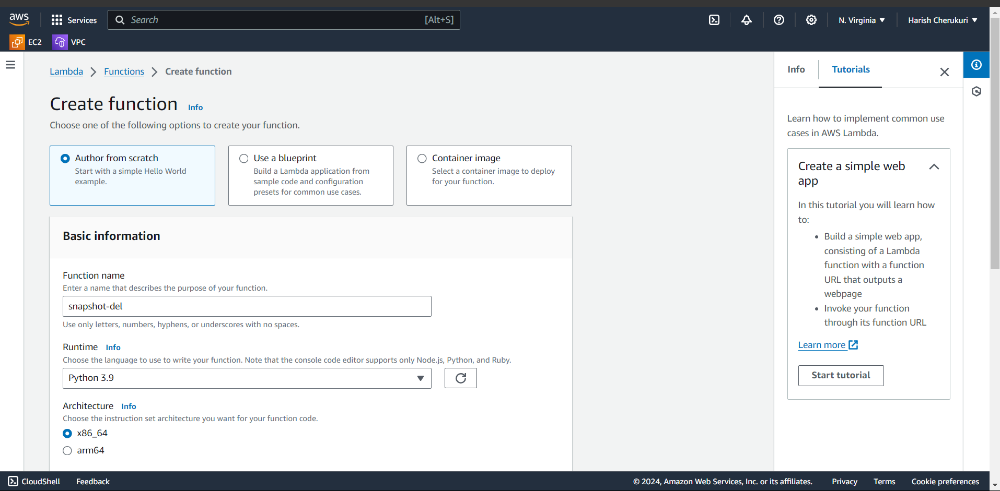 aws
Services
Search
[Alt+S]
N. Virginia
Harish Cherukuri
EC2
VPC
Lambda
Functions
Create function
Create function Info
Choose one of the following options to create your function.
Author from scratch
Start with a simple Hello World
example.
Use a blueprint
Build a Lambda application from
sample code and configuration
presets for common use cases.
Container image
Select a container image to deploy
for your function.
Basic information
Function name
Enter a name that describes the purpose of your function.
snapshot-del
Use only letters, numbers, hyphens, or underscores with no spaces.
Runtime Info
Choose the language to use to write your function. Note that the console code editor supports only Node.js, Python, and Ruby.
Python 3.9
Architecture Info
Choose the instruction set architecture you want for your function code.
x86_64
arm64
Info
Tutorials
Learn how to implement common use
cases in AWS Lambda.
Create a simple web
app
In this tutorial you will learn how
to:
• Build a simple web app,
consisting of a Lambda
function with a function
URL that outputs a
webpage
• Invoke your function
through its function URL
Learn more
Start tutorial
CloudShell
Feedback
© 2024, Amazon Web Services, Inc. or its affiliates.
Privacy
Terms
Cookie preferences